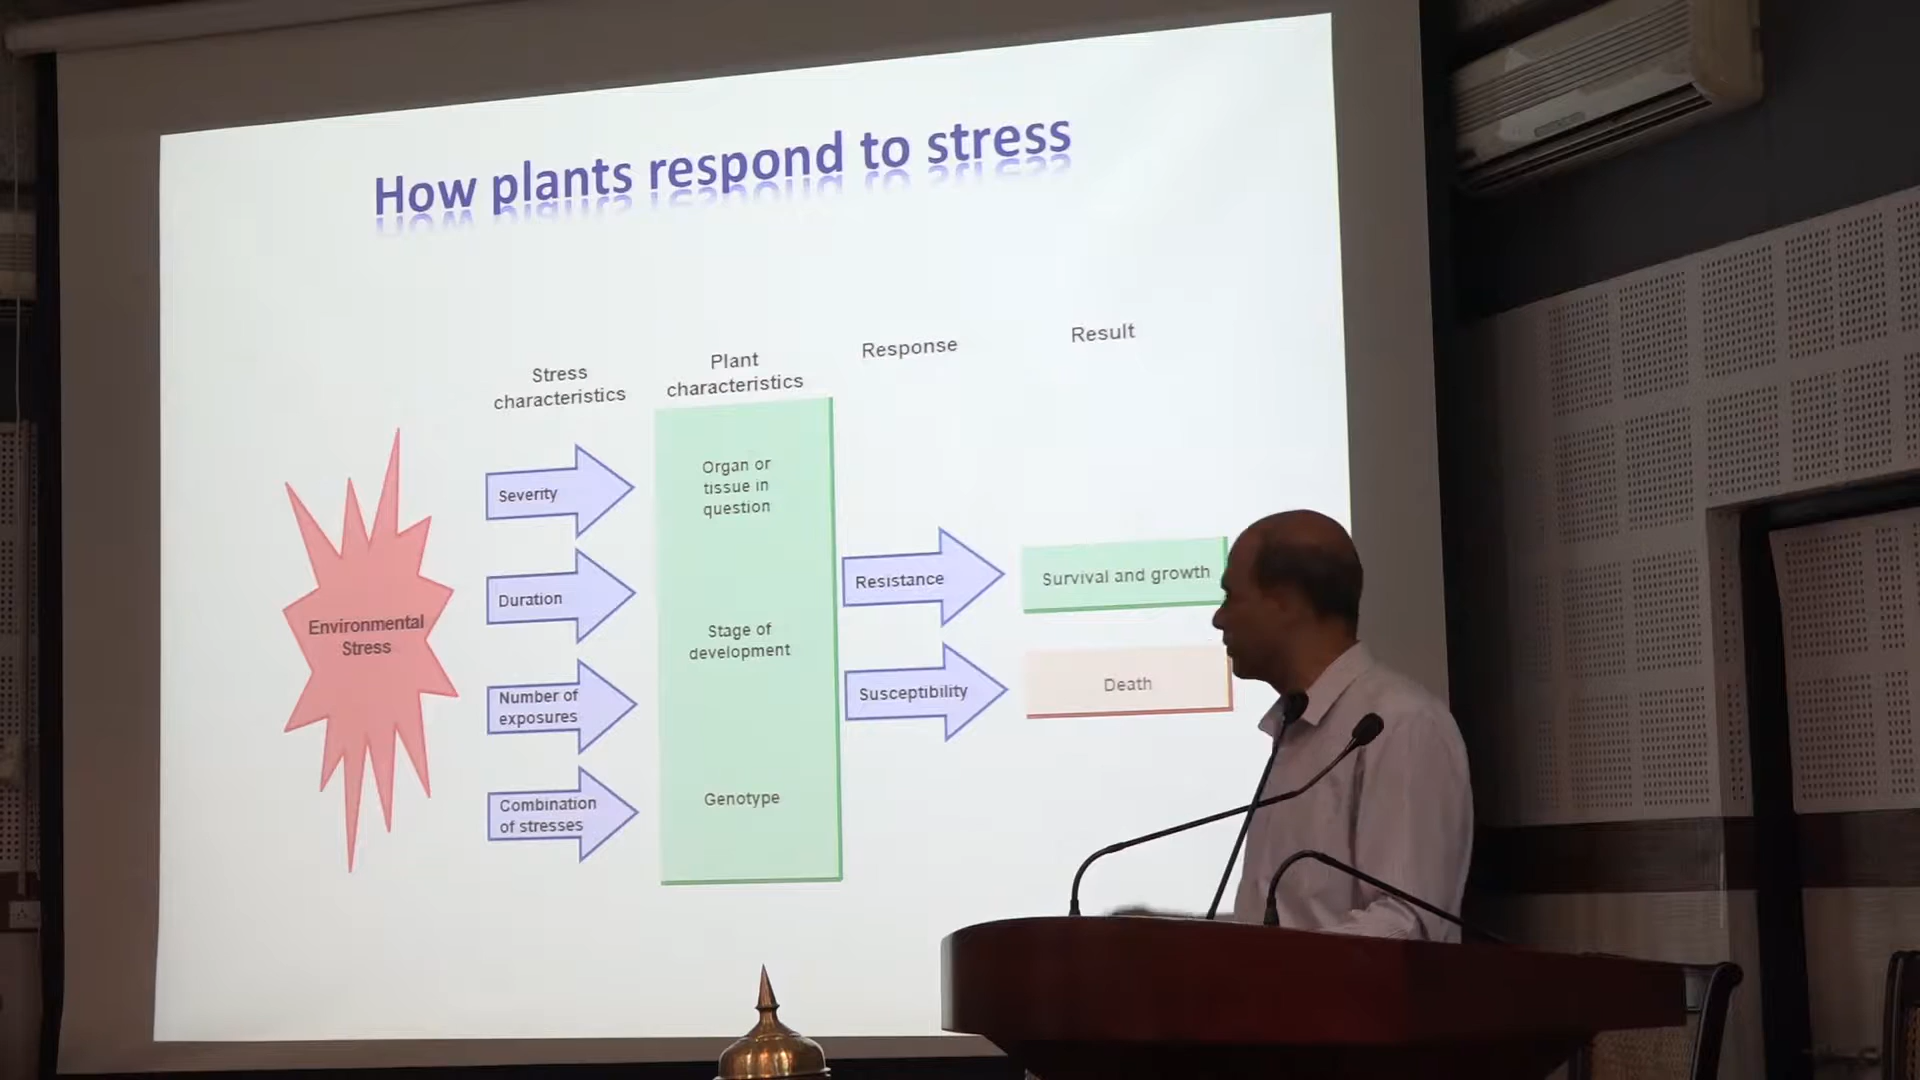 How plants respond to stress
Stress
characteristics
Plant
characteristics
Response
Result
Environmental
Stress
Severity
Duration
Number of
exposures
Combination
of stresses
Organ or
tissue in
question
Stage of
development
Genotype
Resistance
Susceptibility
Survival and growth
Death